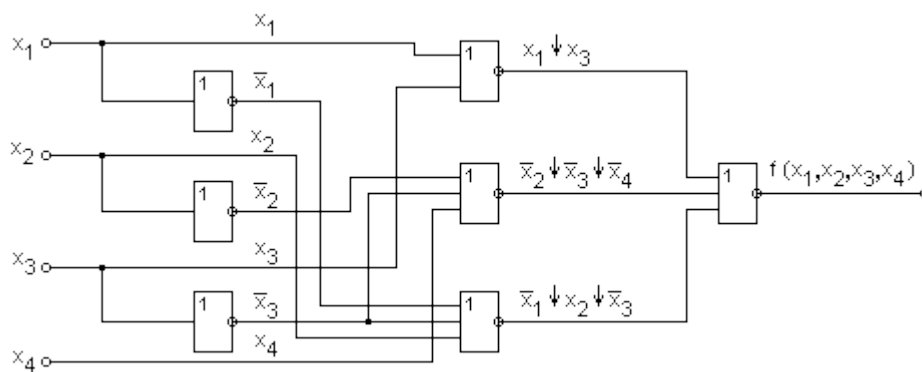 x₁ x₁ 1 x₁ ↓ x₃
1 x̅₁
x₂ x₂
1 x̅₂ 1 x̅₂ ↓ x̅₃ ↓ x̅₄ 1 f (x₁,x₂,x₃,x₄)
x₃ x₃
1 x̅₃ 1 x̅₁ ↓ x₂ ↓ x̅₃
x₄ x₄